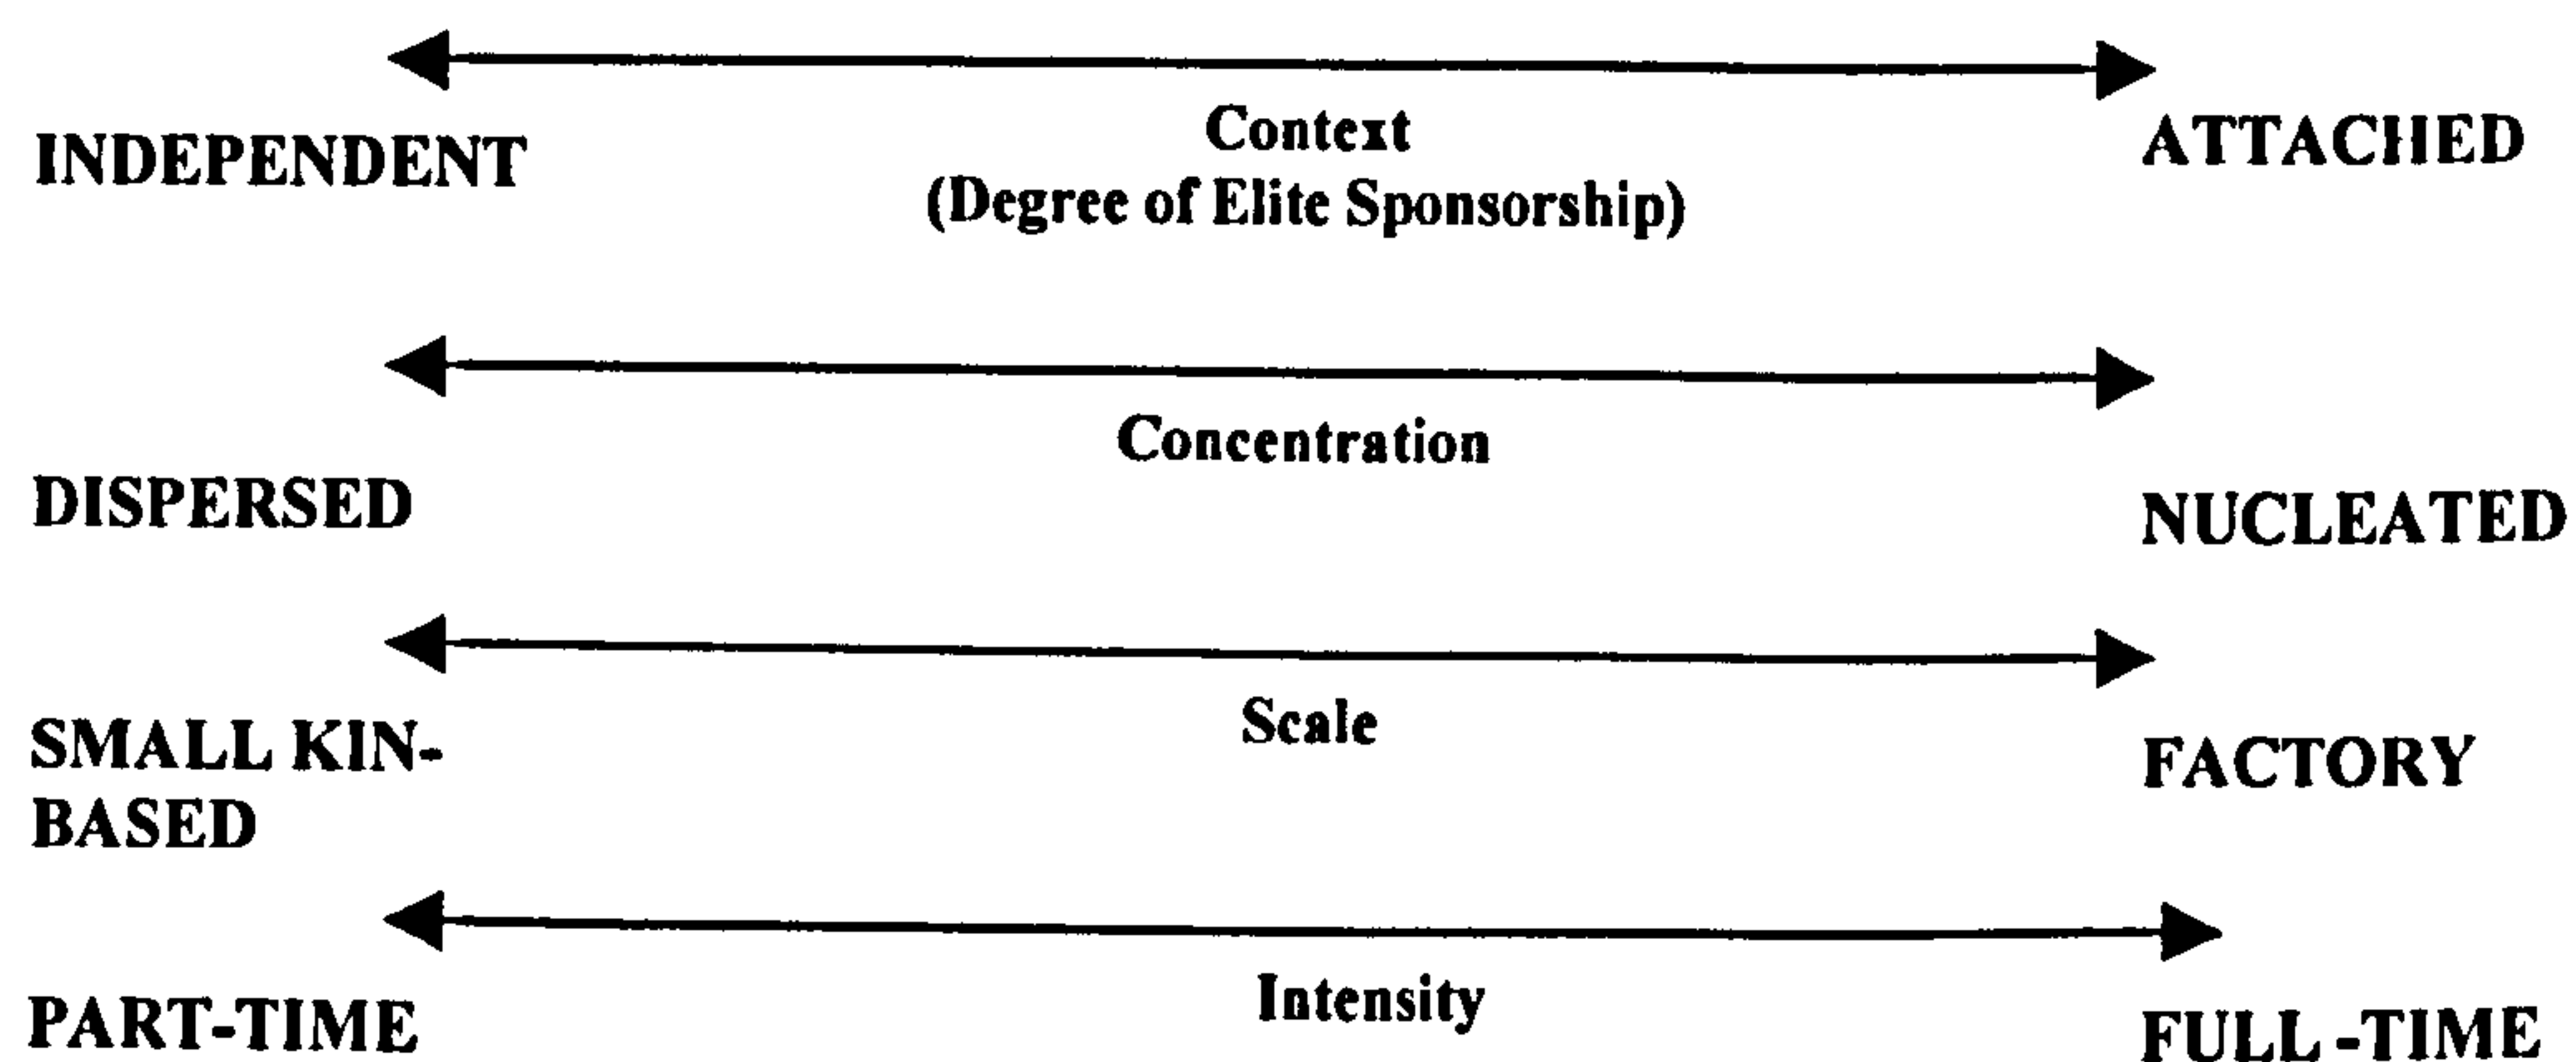 INDEPENDENT
Context
(Degree of Elite Sponsorship)
ATTACHED
DISPERSED
Concentration
NUCLEATED
SMALL KIN-
BASED
Scale
FACTORY
PART-TIME
Intensity
FULL-TIME